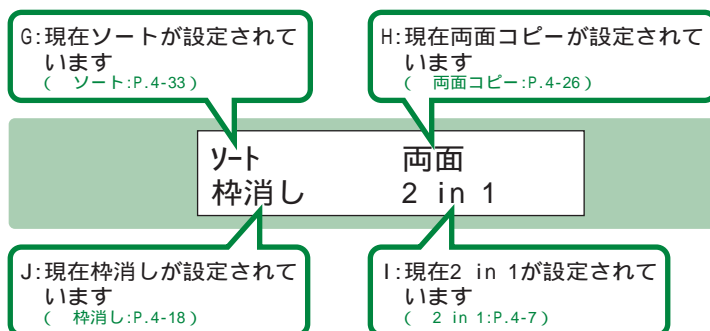 G:現在ソートが設定されて
います
( ソート:P.4-33)
H:現在両面コピーが設定されて
います
( 両面コピー:P.4-26)
ソート 両面
枠消し 2 in 1
J:現在枠消しが設定されて
います
( 枠消し:P.4-18)
I:現在2 in 1が設定されて
います
( 2 in 1:P.4-7)